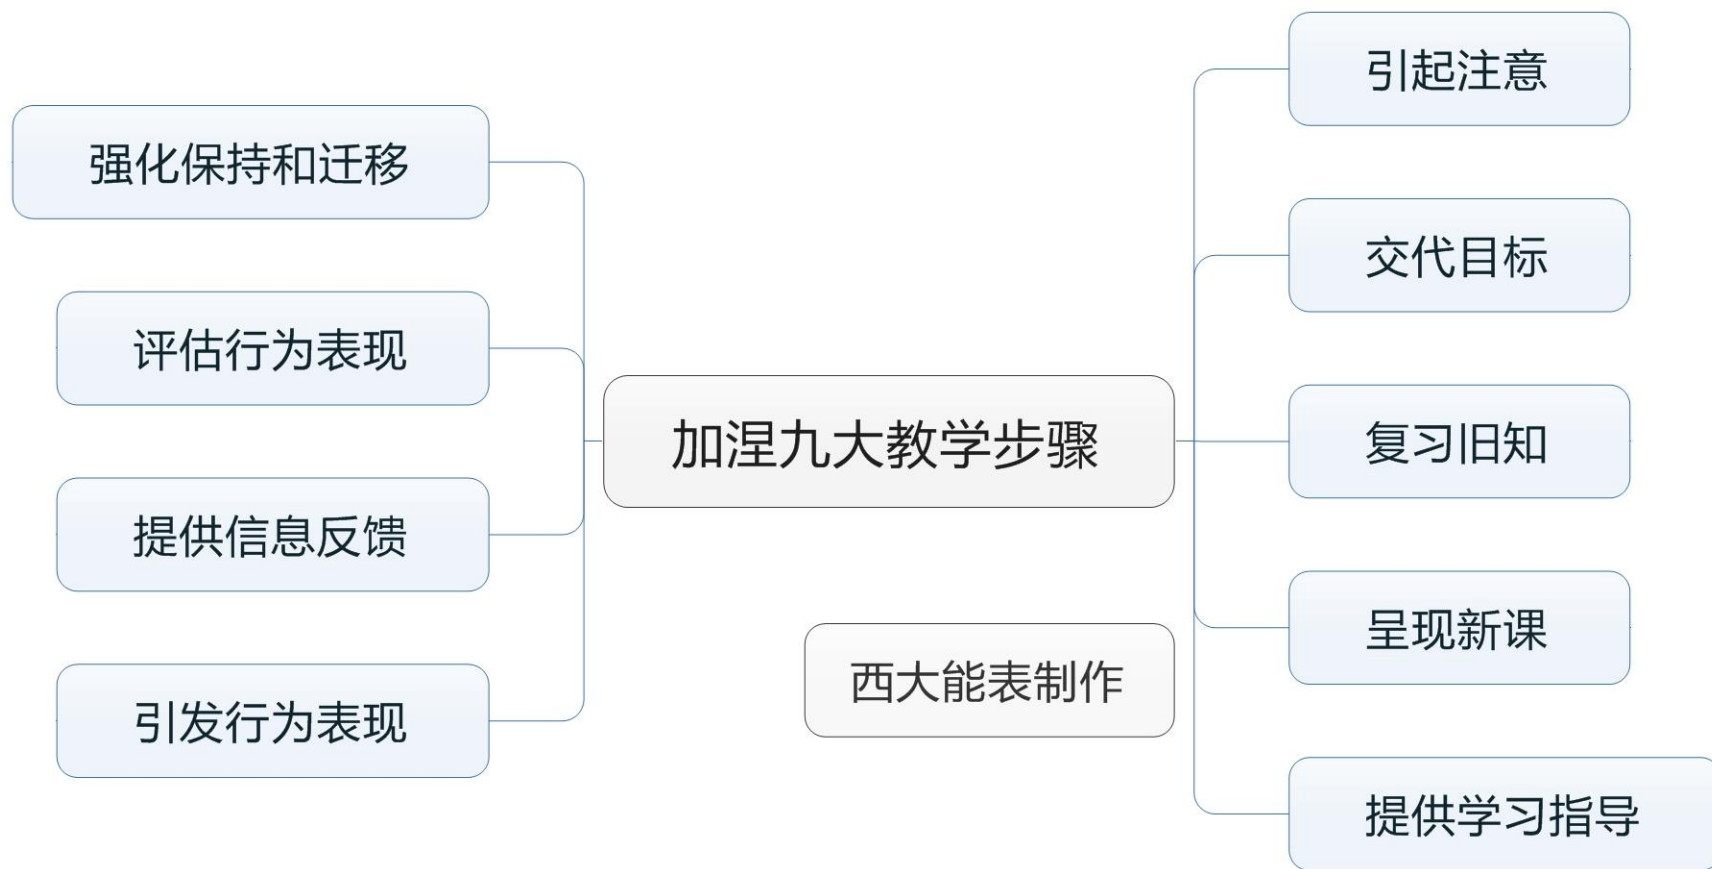 加涅九大教学步骤
引起注意
交代目标
复习旧知
呈现新课
提供学习指导
强化保持和迁移
评估行为表现
提供信息反馈
引发行为表现
西大能表制作